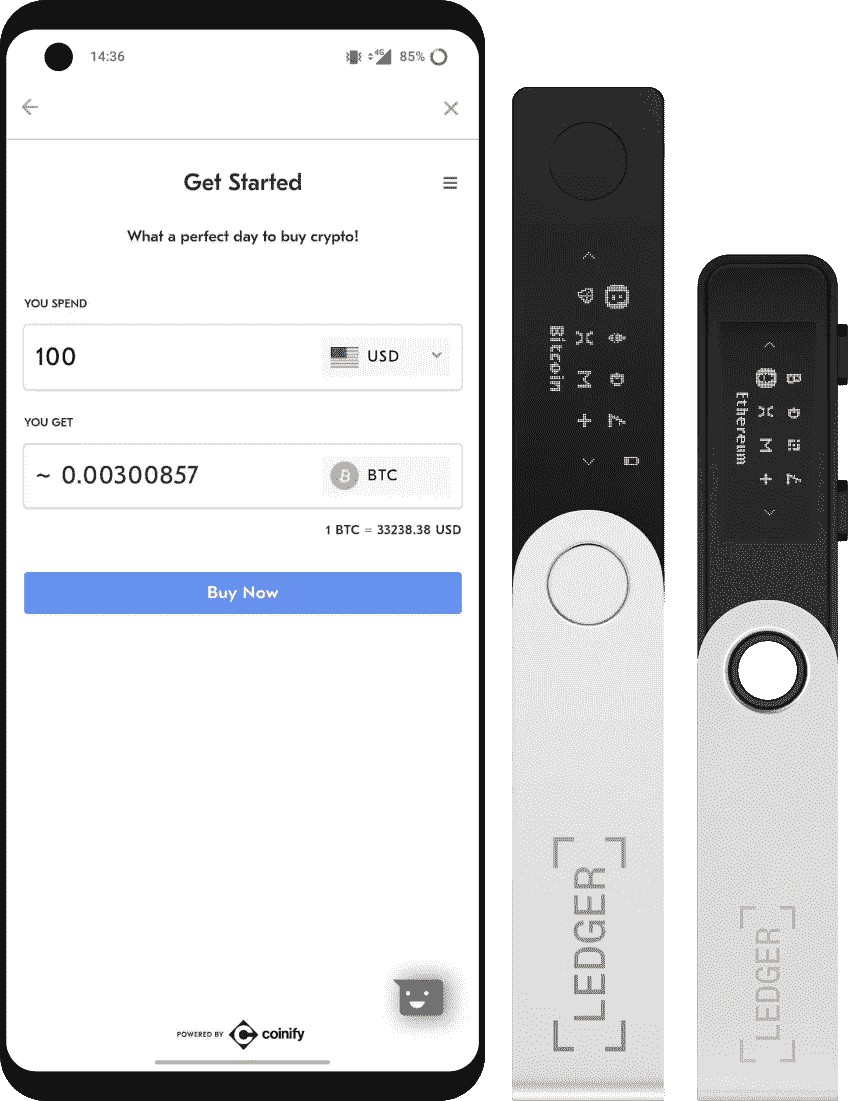 14:36
4G
85%
Get Started
What a perfect day to buy crypto!
YOU SPEND
100
USD
YOU GET
~ 0.00300857
BTC
1 BTC = 33238.38 USD
Buy Now
POWERED BY coinify
Bitcoin
LEDGER
Ethereum
LEDGER